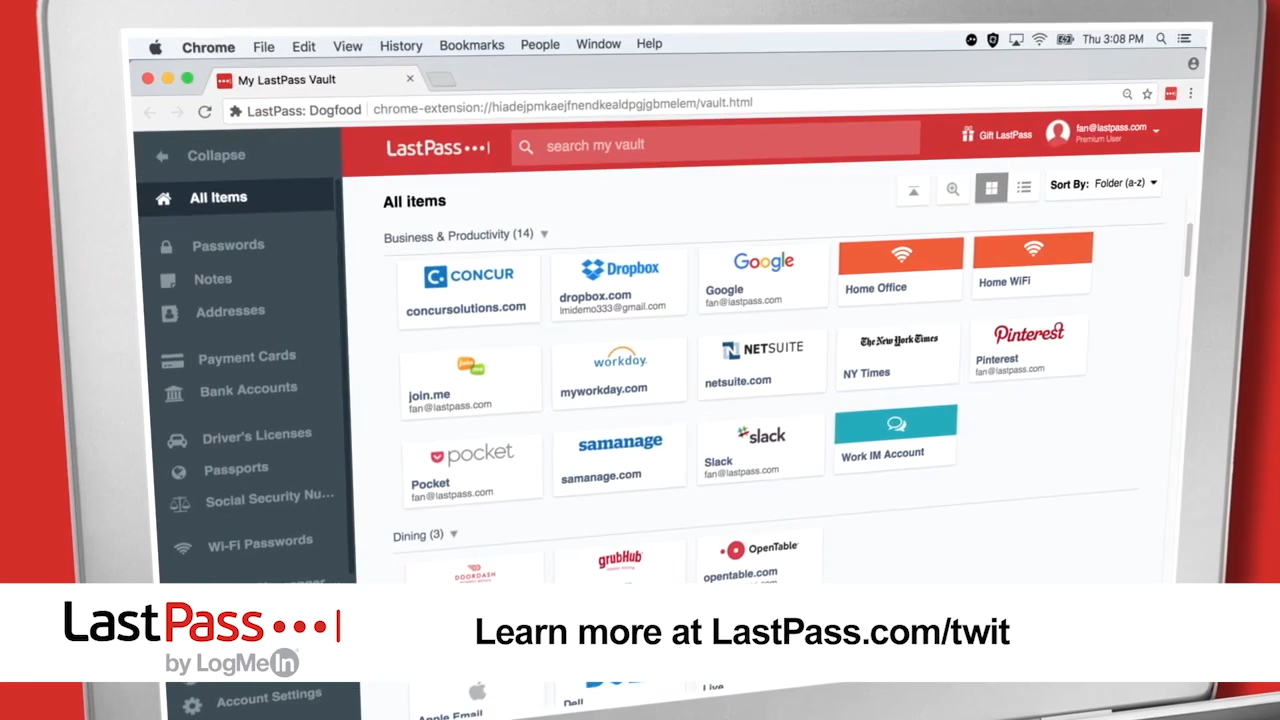 Chrome File Edit View History Bookmarks People Window Help Thu 3:08 PM
My LastPass Vault
LastPass: Dogfood chrome-extension://hiadejpmkaejfnendkealdpgjgbmelem/vault.html
Collapse
LastPass
search my vault
Gift LastPass
fan@lastpass.com
Premium User
All Items
Passwords
Notes
Addresses
Payment Cards
Bank Accounts
Driver's Licenses
Passports
Social Security Nu...
Wi-Fi Passwords
Account Settings
All items
Sort By: Folder (a-z)
Business & Productivity (14)
CONCUR
concursolutions.com
Dropbox
dropbox.com
lmidemo333@gmail.com
Google
Google
fan@lastpass.com
Home Office
Home WiFi
join.me
join.me
fan@lastpass.com
workday.
myworkday.com
NETSUITE
netsuite.com
The New York Times
NY Times
Pinterest
Pinterest
fan@lastpass.com
pocket
Pocket
fan@lastpass.com
samanage
samanage.com
slack
Slack
fan@lastpass.com
Work IM Account
Dining (3)
DOORDASH
grubHub
OpenTable
opentable.com
Apple Email
Dell
Live
LastPass
by LogMeIn
Learn more at LastPass.com/twit